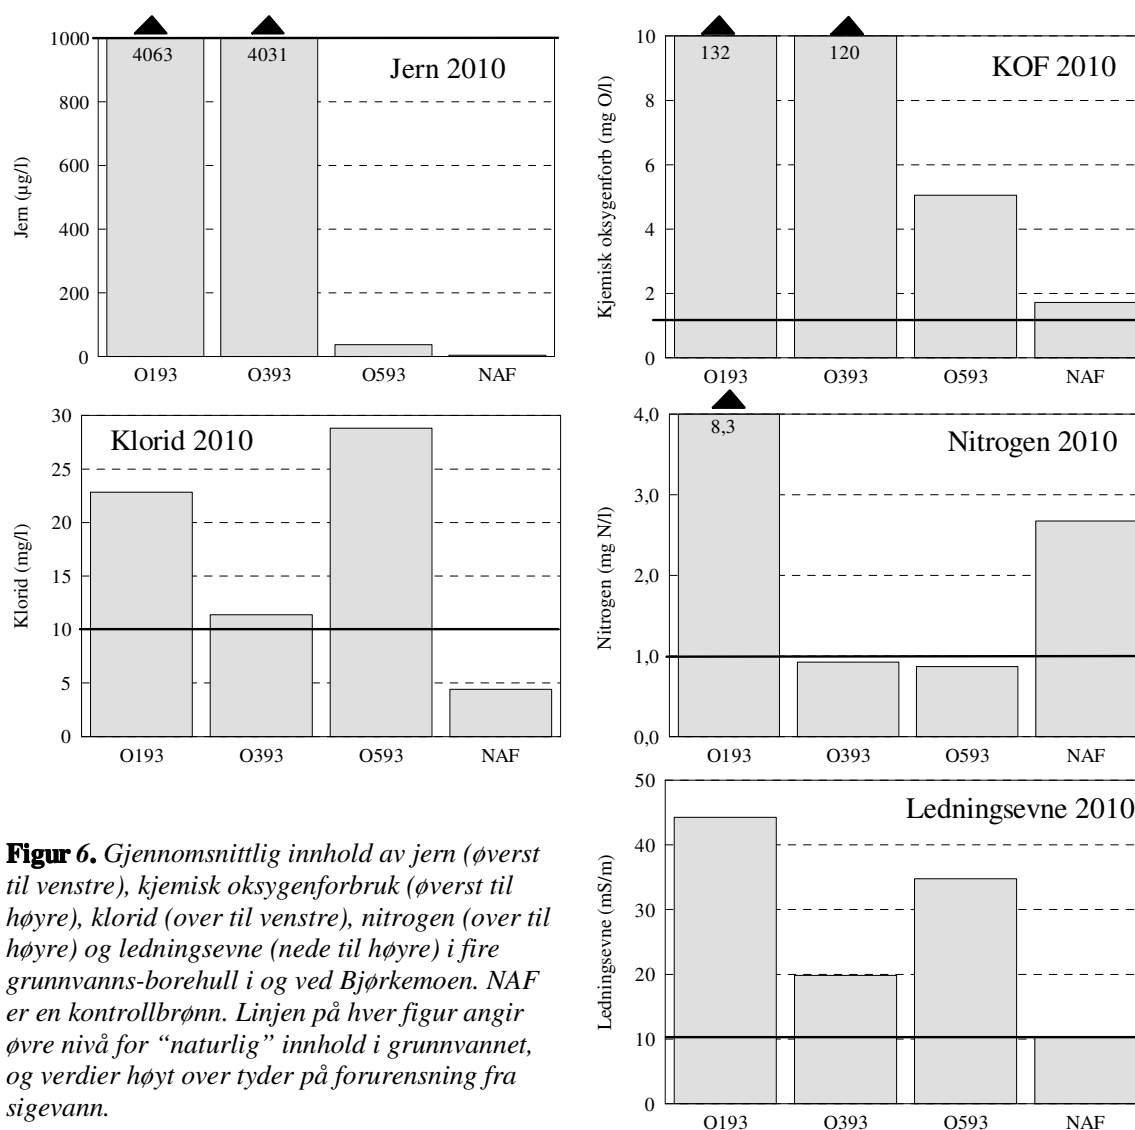 1000
800
600
400
200
0
Jern (µg/l)
4063
4031
Jern 2010
O193
O393
O593
NAF
10
8
6
4
2
0
Kjemisk oksygenforb (mg O/l)
132
120
KOF 2010
O193
O393
O593
NAF
30
25
20
15
10
5
0
Klorid (mg/l)
Klorid 2010
O193
O393
O593
NAF
4,0
3,0
2,0
1,0
0,0
Nitrogen (mg N/l)
8,3
Nitrogen 2010
O193
O393
O593
NAF
50
40
30
20
10
0
Ledningsevne (mS/m)
Ledningsevne 2010
O193
O393
O593
NAF
Figur 6. Gjennomsnittlig innhold av jern (øverst
til venstre), kjemisk oksygenforbruk (øverst til
høyre), klorid (over til venstre), nitrogen (over til
høyre) og ledningsevne (nede til høyre) i fire
grunnvanns-borehull i og ved Bjørkemoen. NAF
er en kontrollbrønn. Linjen på hver figur angir
øvre nivå for “naturlig” innhold i grunnvannet,
og verdier høyt over tyder på forurensning fra
sigevann.